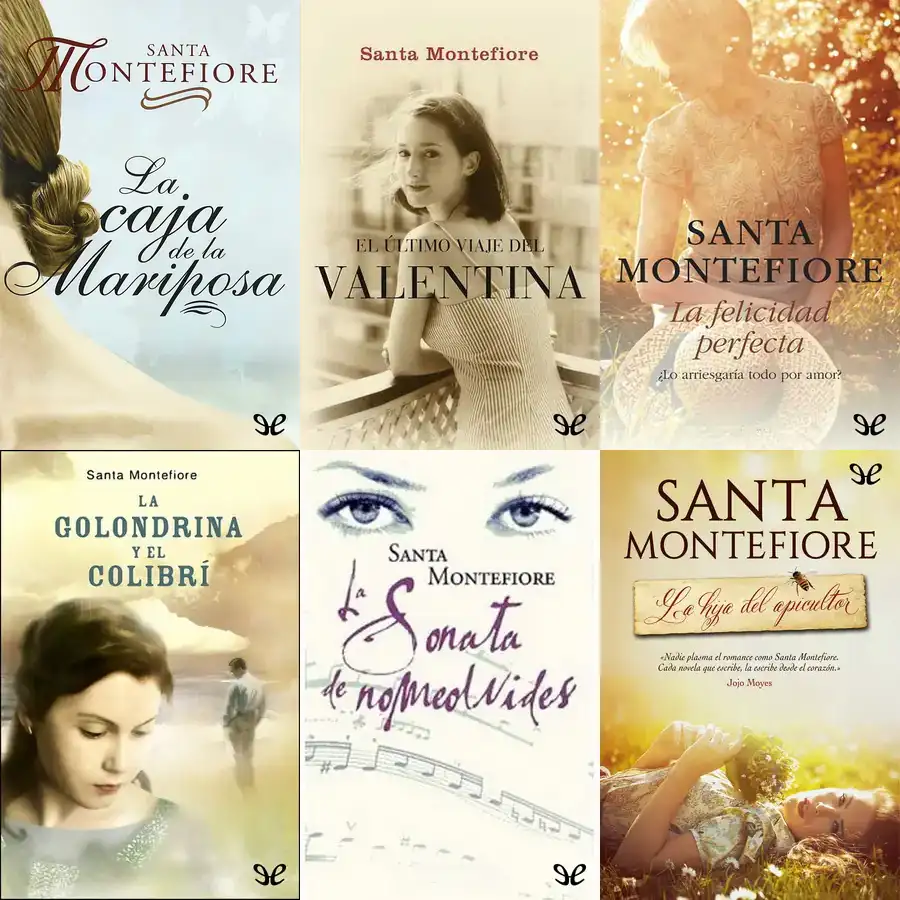 SANTA
MONTEFIORE
La
caja
de la
Mariposa
Santa Montefiore
EL ÚLTIMO VIAJE DEL
VALENTINA
SANTA
MONTEFIORE
La felicidad
perfecta
¿Lo arriesgaría todo por amor?
Santa Montefiore
LA
GOLONDRINA
Y EL
COLIBRÍ
SANTA
MONTEFIORE
La
Sonata
de nomeolvides
SANTA
MONTEFIORE
La hija del apicultor
«Nadie plasma el romance como Santa Montefiore.
Cada novela que escribe, la escribe desde el corazón.»
Jojo Moyes